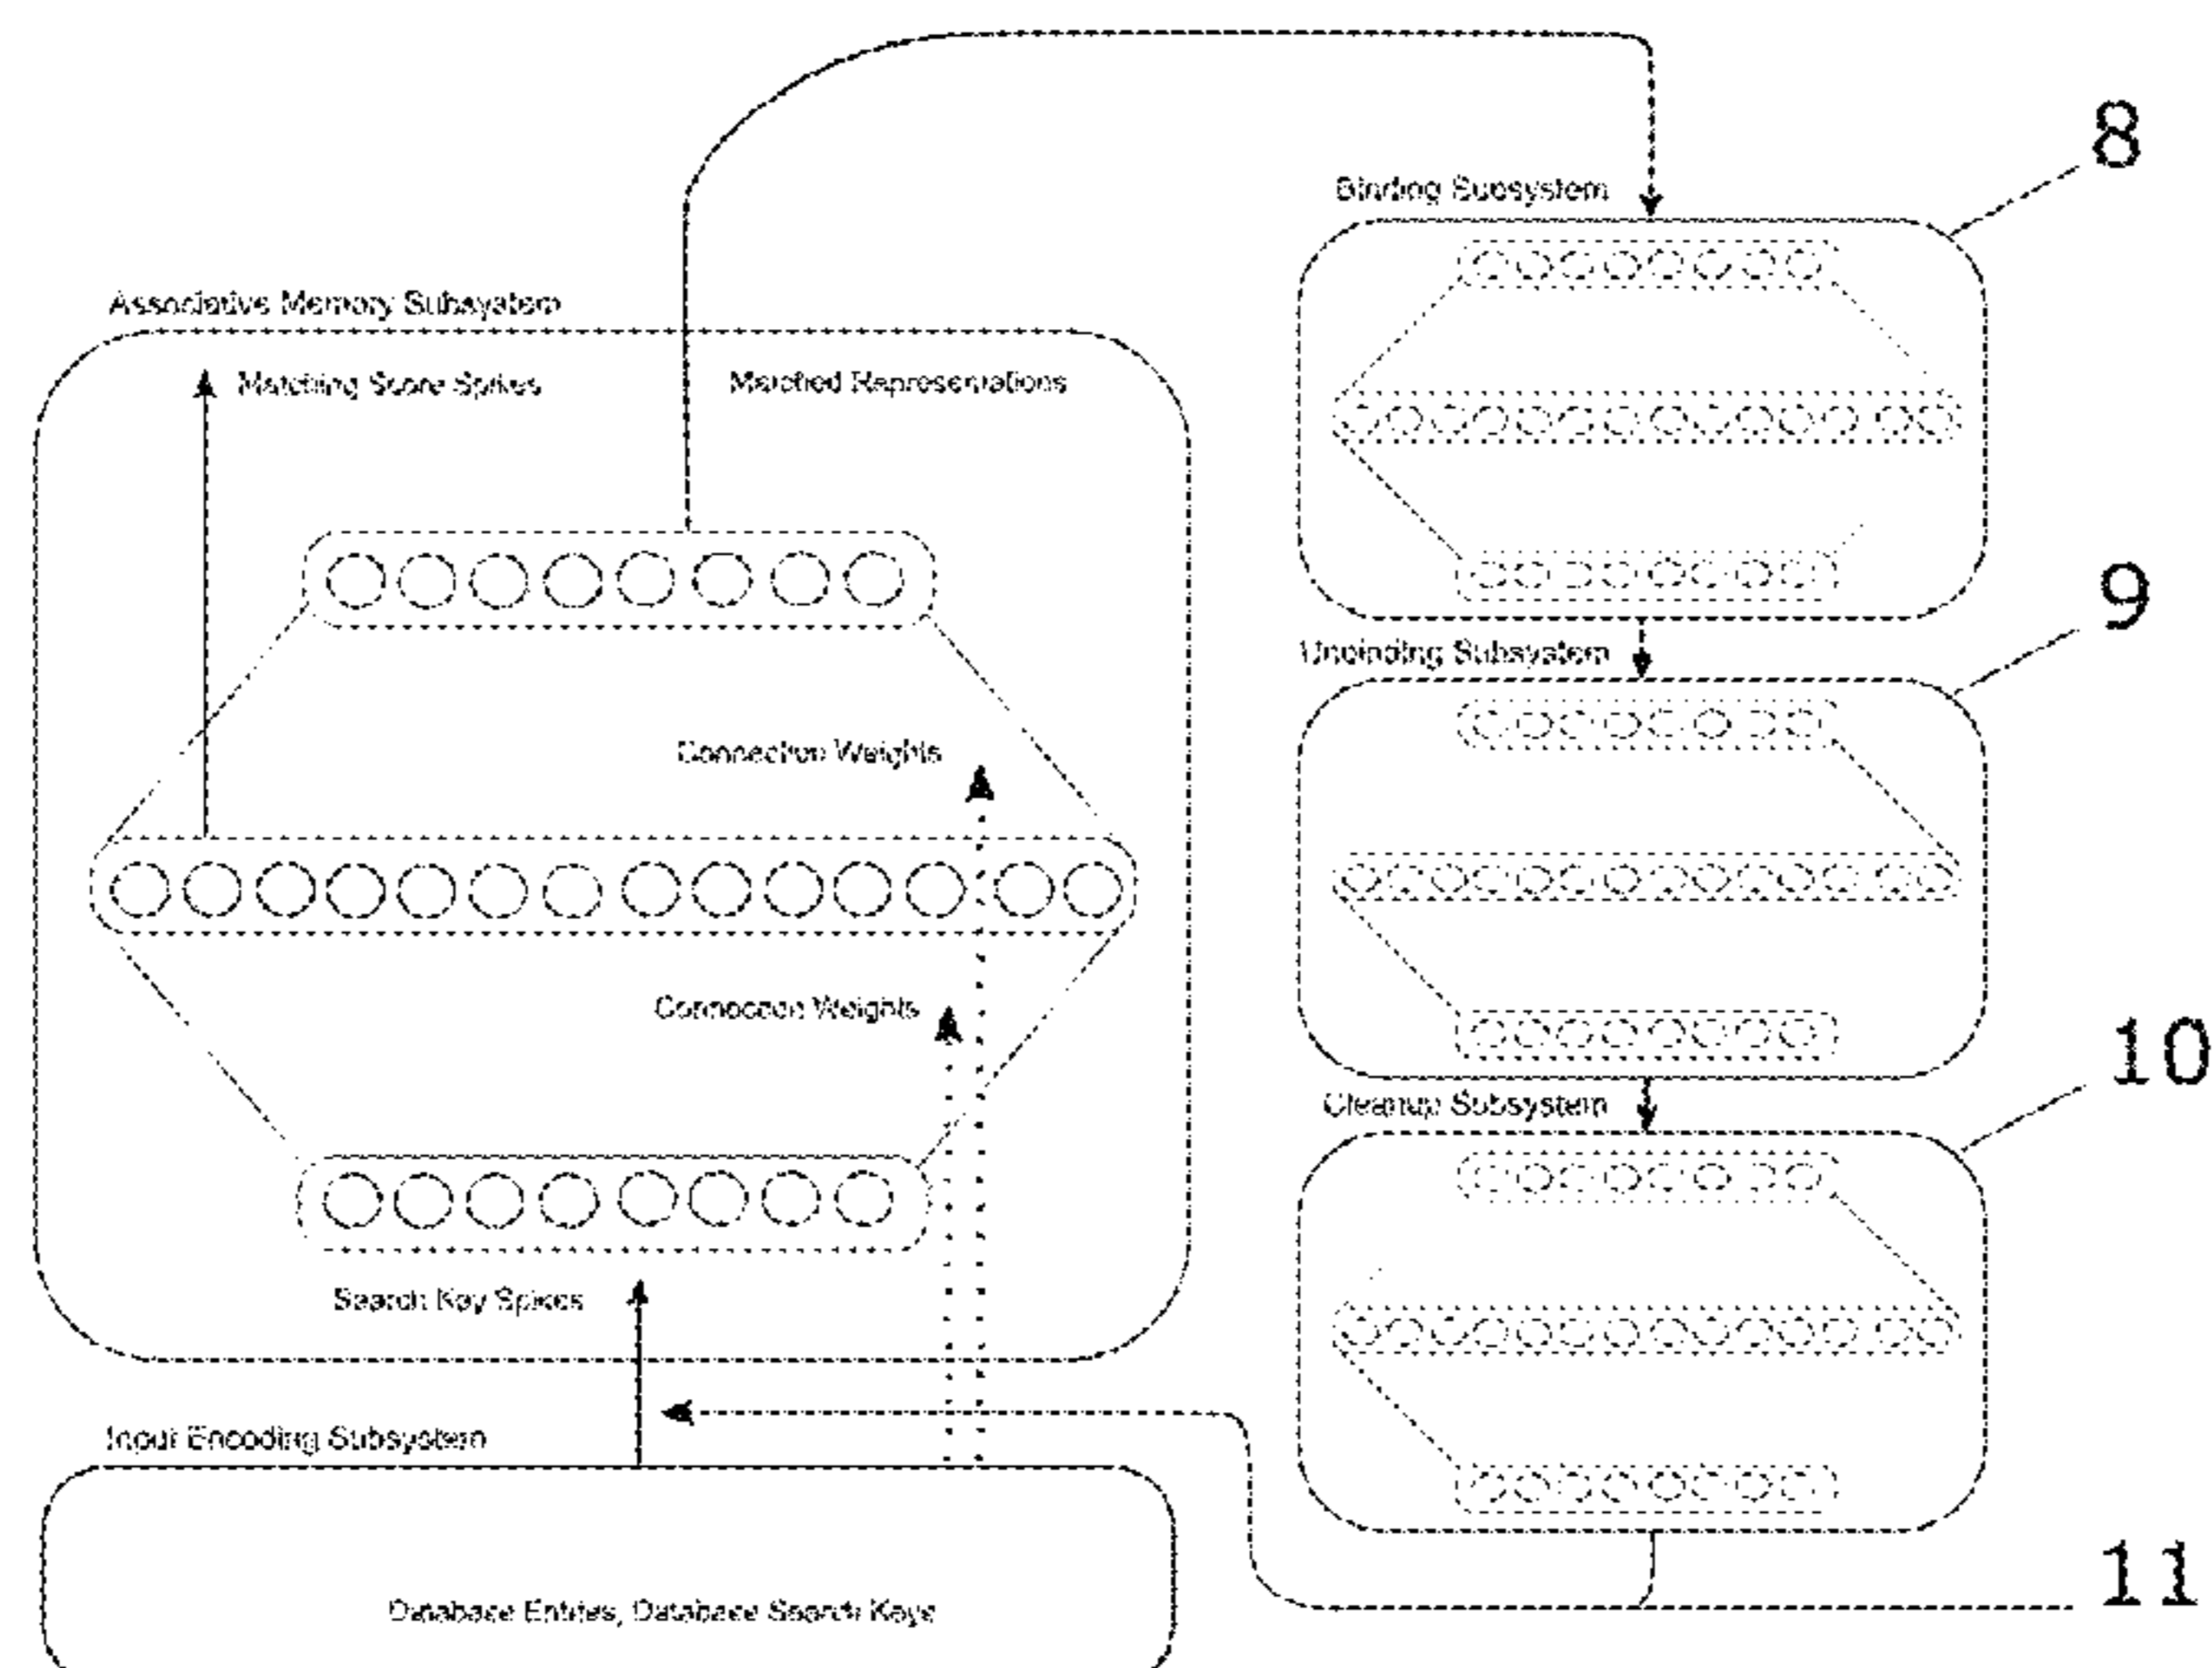 8
Binding Subsystem
Associative Memory Subsystem
Matching Score Spikes
Matched Representations
9
Unbinding Subsystem
Connection Weights
Connection Weights
10
Cleanup Subsystem
Search Key Spikes
Input Encoding Subsystem
11
Database Entries, Database Search Keys